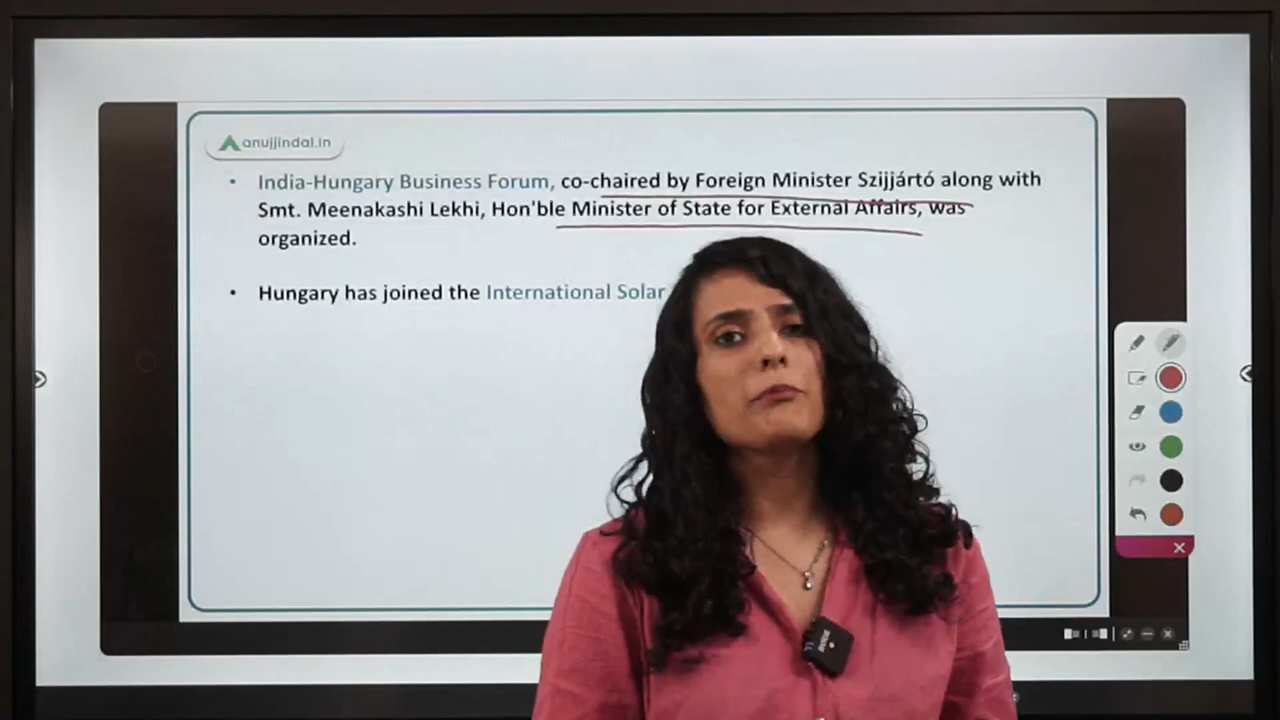 anujjindal.in
• India-Hungary Business Forum, co-chaired by Foreign Minister Szijjártó along with
Smt. Meenakashi Lekhi, Hon'ble Minister of State for External Affairs, was
organized.
• Hungary has joined the International Solar